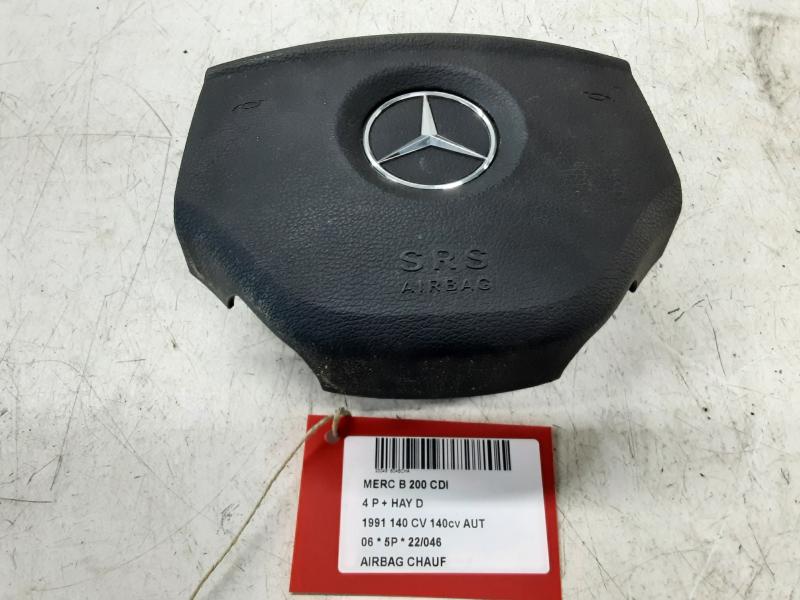 SRS
AIRBAG
MERC B 200 CDI
4 P + HAY D
1991 140 CV 140cv AUT
06 * 5P * 22/046
AIRBAG CHAUF